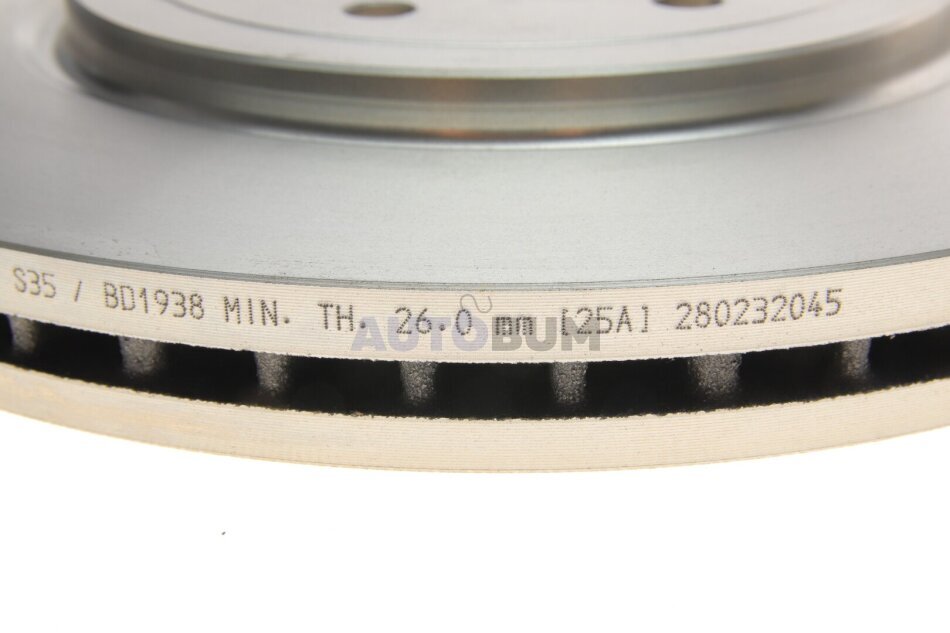 S35 / BD1938 MIN. TH. 26.0 mm [25A] 280232045
AUTOBUM